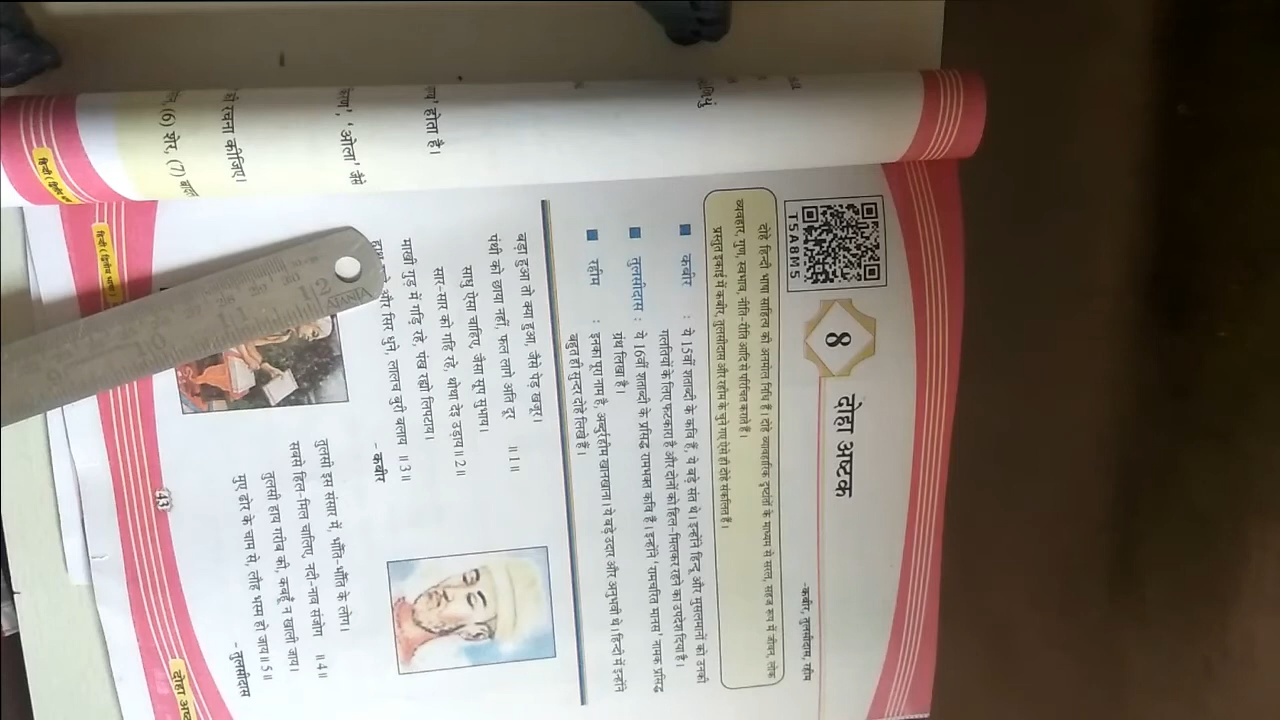 होता है।
'ओला' जैसे
रचना कीजिए।
(6) शेर, (7)
हिन्दी (द्वितीय भाषा)
TSA8M5
8
दोहा अष्टक
-कबीर, तुलसीदास, रहीम
दोहे हिन्दी भाषा साहित्य की अनमोल निधि हैं। दोहे व्यावहारिक दृष्टांतों के माध्यम से सरल, सहज रूप में जीवन, लोक
व्यवहार, गुण, स्वभाव, नीति-रीति आदि से परिचित कराते हैं।
प्रस्तुत इकाई में कबीर, तुलसीदास और रहीम के चुने गए ऐसे ही दोहे संकलित हैं।
कबीर : ये 15वीं शताब्दी के कवि हैं, ये बड़े संत थे। इन्होंने हिन्दू और मुसलमानों को उनकी
गलतियों के लिए फटकारा है और दोनों को हिल-मिलकर रहने का उपदेश दिया है।
तुलसीदास : ये 16वीं शताब्दी के प्रसिद्ध रामभक्त कवि हैं। इन्होंने 'रामचरित मानस' नामक प्रसिद्ध
ग्रंथ लिखा है।
रहीम : इनका पूरा नाम है, अब्दुर्रहीम खानखाना। ये बड़े उदार और अनुभवी थे। हिन्दी में इन्होंने
बहुत ही सुन्दर दोहे लिखे हैं।
बड़ा हुआ तो क्या हुआ, जैसे पेड़ खजूर।
पंथी को छाया नहीं, फल लागे अति दूर ॥1॥
साधु ऐसा चाहिए, जैसा सूप सुभाय।
सार-सार को गहि रहे, थोथा देइ उड़ाय॥2॥
माखी गुड़ में गड़ि रहे, पंख रह्यो लिपटाय।
और सिर धुने, लालच बुरी बलाय ॥3॥
- कबीर
तुलसी इस संसार में, भाँति-भाँति के लोग।
सबसे हिल-मिल चालिए, नदी-नाव संजोग ॥4॥
तुलसी हाय गरीब की, कबहूँ न खाली जाय।
मुए ढोर के चाम से, लौह भस्म हो जाय॥5॥
- तुलसीदास
हिन्दी (द्वितीय भाषा)
43
दोहा
12